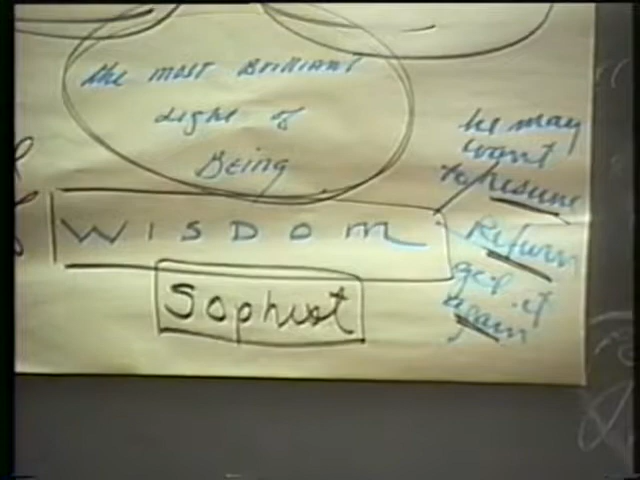 the most Brilliant
Light of
Being
he may
want
to Resume
WISDOM
Return
get it
again
Sophist